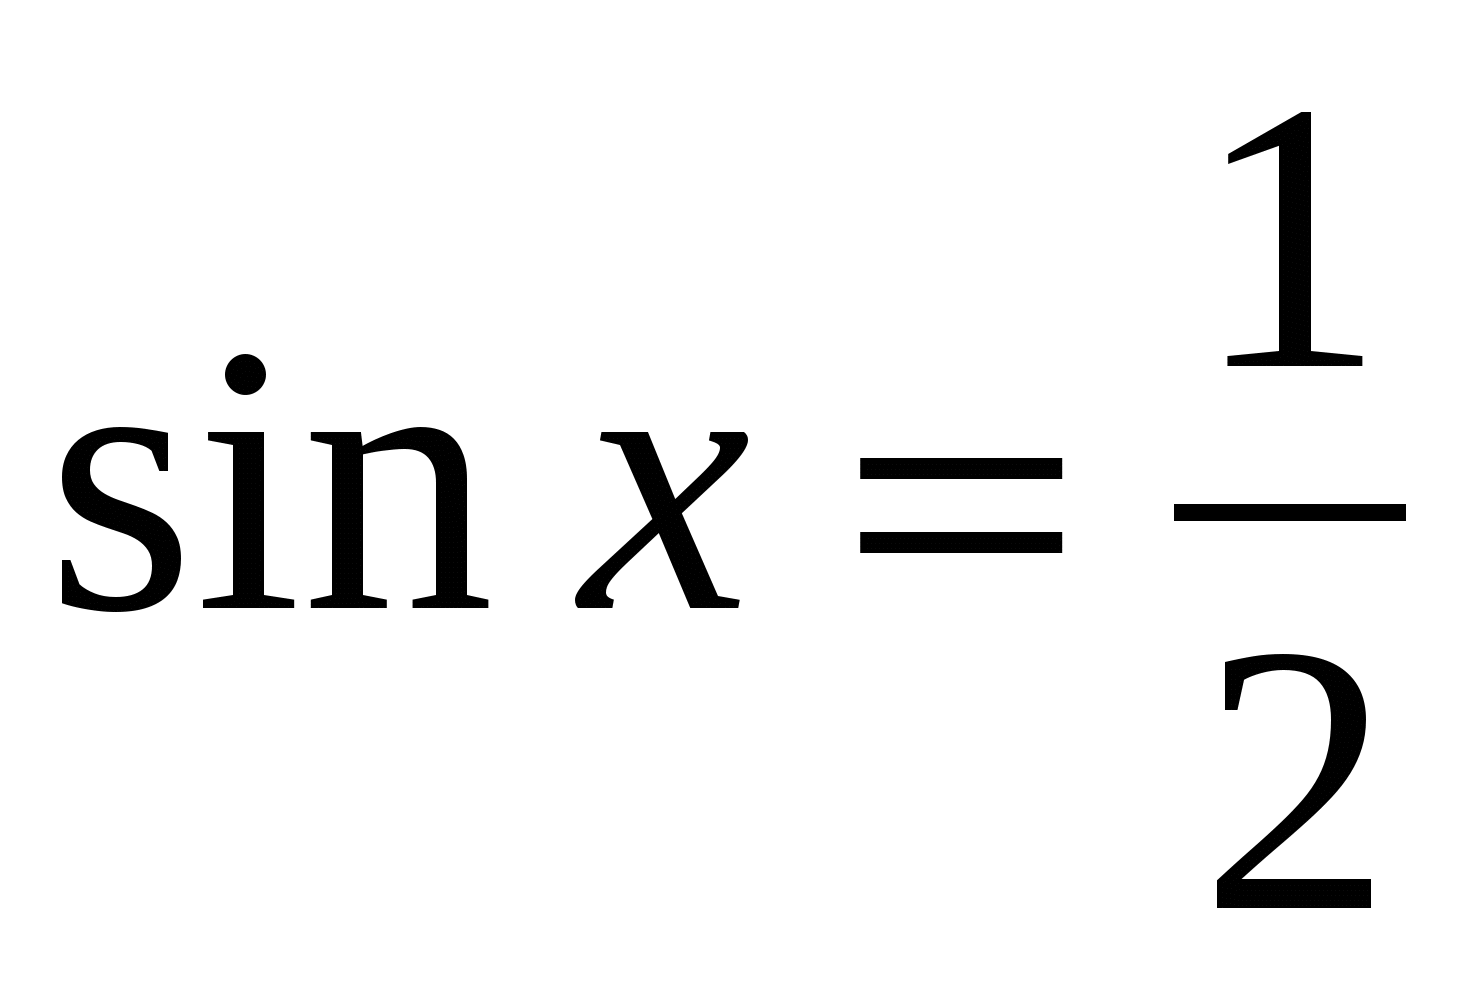 sin x = 1/2